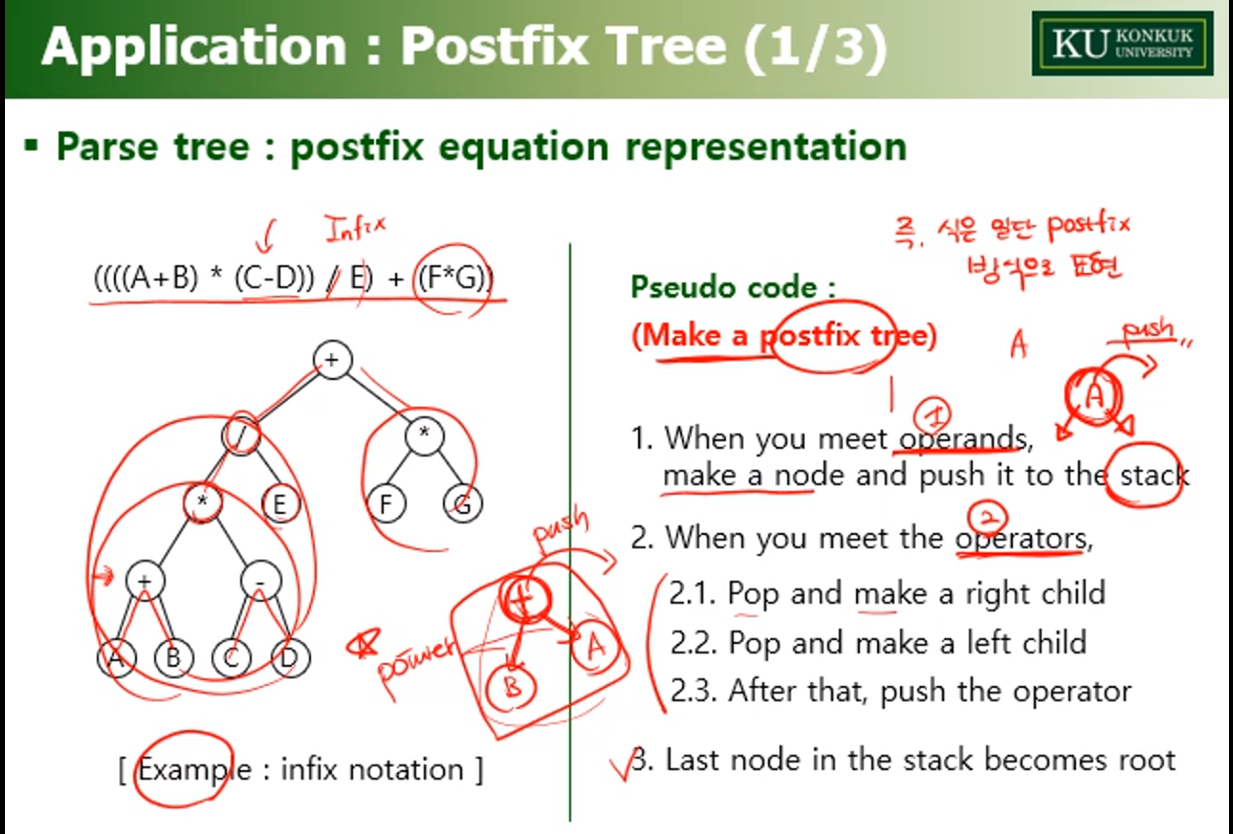 Application : Postfix Tree (1/3)
KU KONKUK UNIVERSITY
▪ Parse tree : postfix equation representation
Infix
((((A+B) * (C-D)) / E) + (F*G))
+
/ *
* E F G
+ -
A B C D
push
+
power
B A
[ Example : infix notation ]
즉, 식은 일단 postfix
방식으로 표현
Pseudo code :
(Make a postfix tree)
A
push
A
1
1. When you meet operands,
make a node and push it to the stack
2
2. When you meet the operators,
2.1. Pop and make a right child
2.2. Pop and make a left child
2.3. After that, push the operator
3. Last node in the stack becomes root